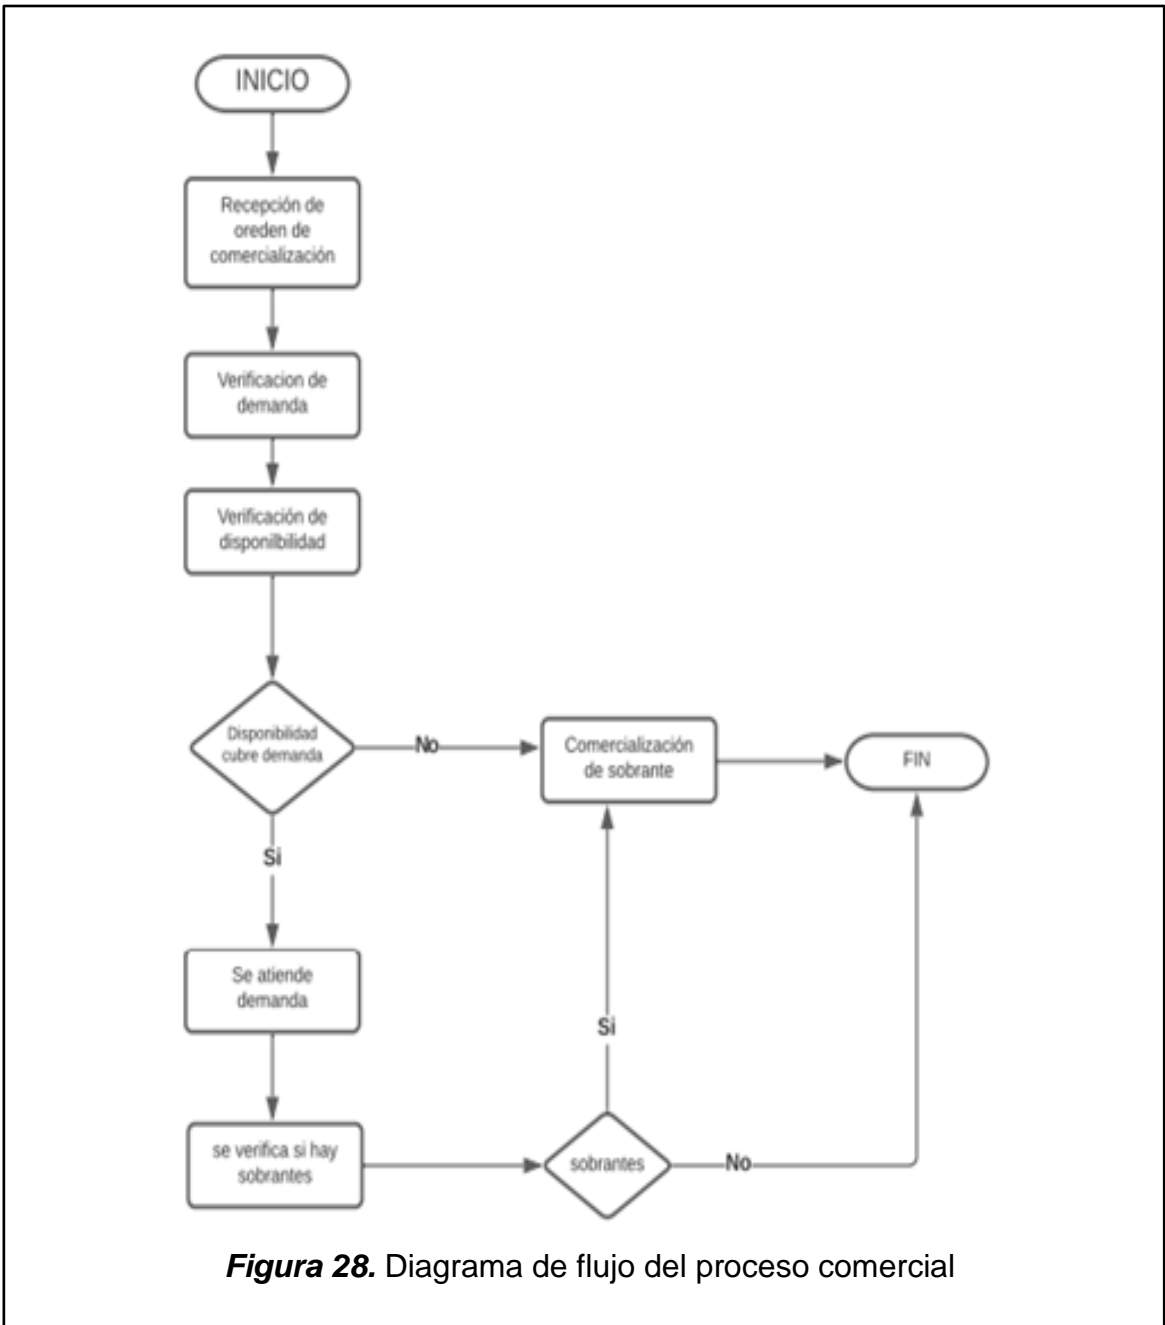 INICIO
Recepción de
oreden de
comercialización
Verificacion de
demanda
Verificación de
disponilbilidad
Disponibilidad
cubre demanda
No
Comercialización
de sobrante
FIN
Si
Se atiende
demanda
se verifica si hay
sobrantes
sobrantes
Si
No
Figura 28. Diagrama de flujo del proceso comercial